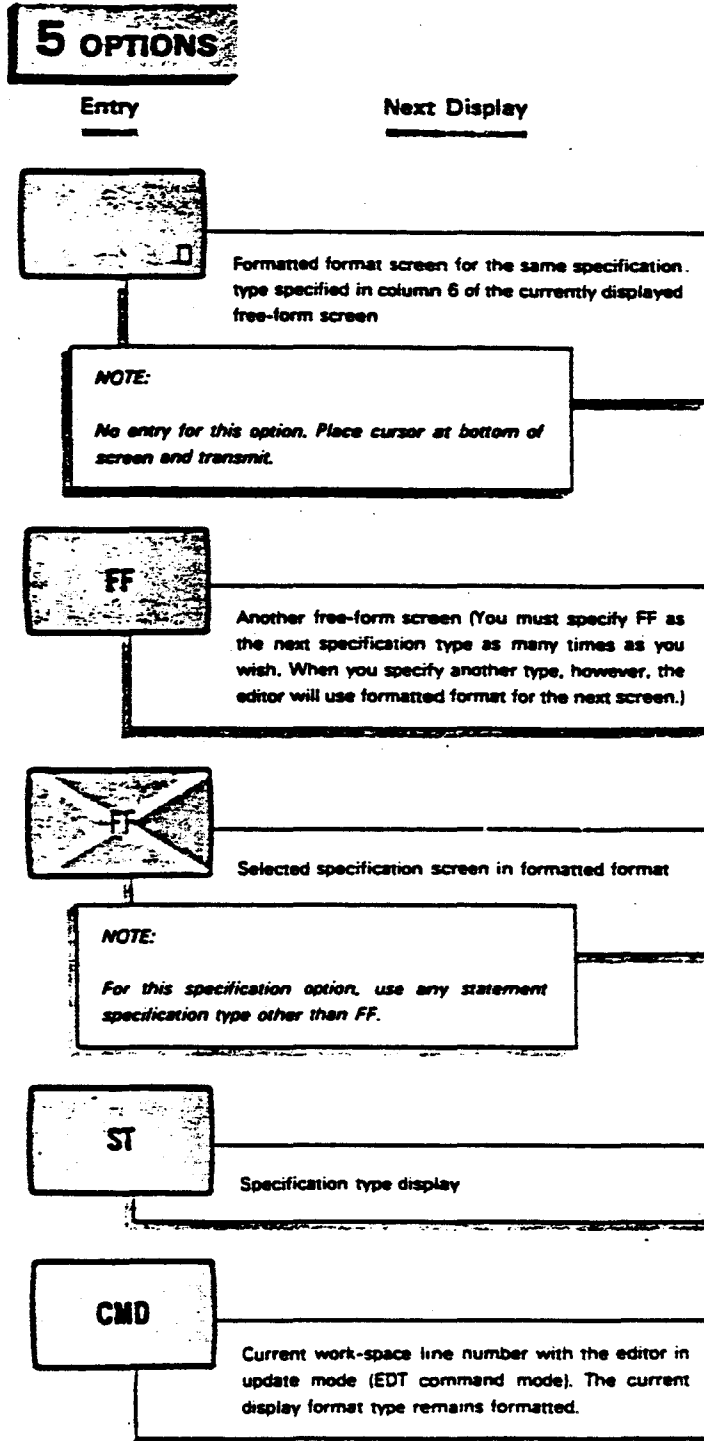 5 OPTIONS
Entry Next Display
Formatted format screen for the same specification.
type specified in column 6 of the currently displayed
free-form screen
NOTE:
No entry for this option. Place cursor at bottom of
screen and transmit.
FF
Another free-form screen (You must specify FF as
the next specification type as many times as you
wish. When you specify another type, however, the
editor will use formatted format for the next screen.)
FF
Selected specification screen in formatted format
NOTE:
For this specification option, use any statement
specification type other than FF.
ST
Specification type display
CMD
Current work-space line number with the editor in
update mode (EDT command mode). The current
display format type remains formatted.